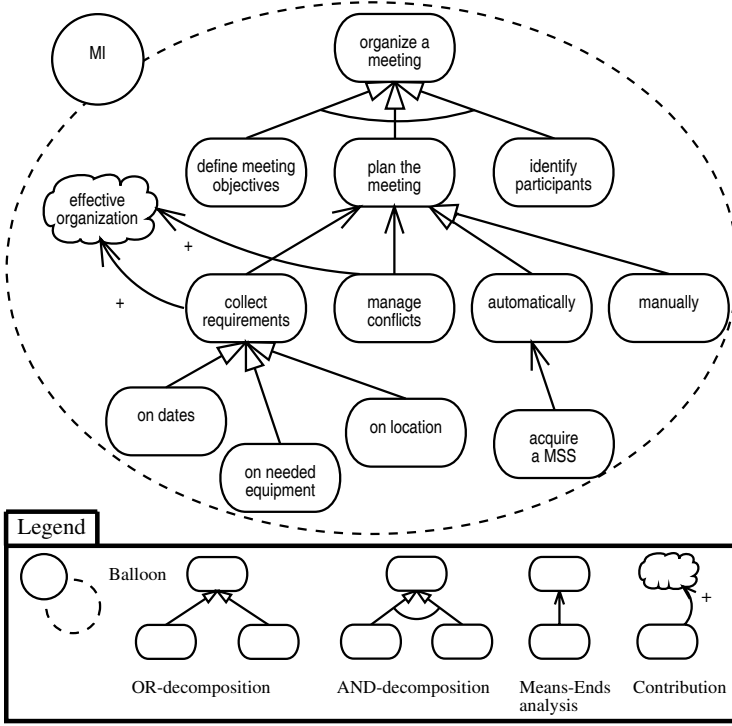 MI
organize a
meeting
define meeting
objectives
plan the
meeting
identify
participants
effective
organization
+
+
collect
requirements
manage
conflicts
automatically
manually
on dates
on needed
equipment
on location
acquire
a MSS
Legend
Balloon
OR-decomposition
AND-decomposition
Means-Ends
analysis
+
Contribution